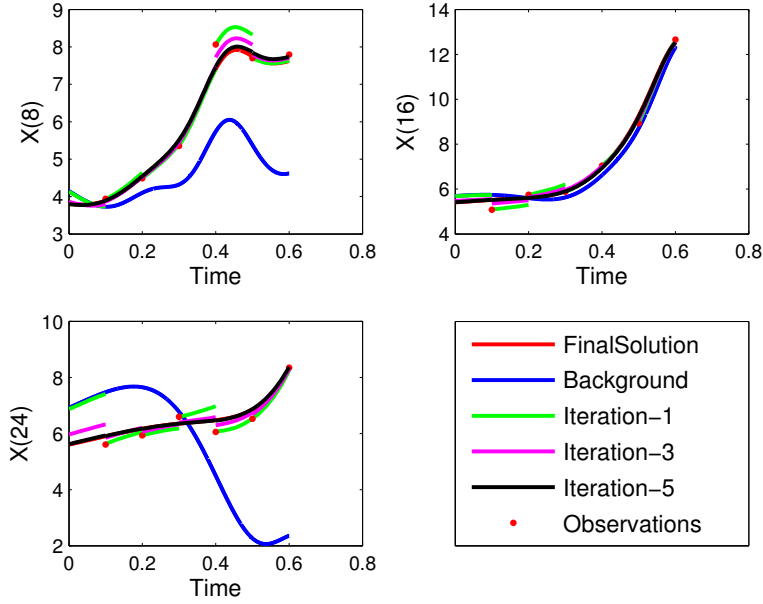 X(8)
9
8
7
6
5
4
3
0
0.2
0.4
0.6
0.8
Time
X(16)
14
12
10
8
6
4
0
0.2
0.4
0.6
0.8
Time
X(24)
10
8
6
4
2
0
0.2
0.4
0.6
0.8
Time
FinalSolution
Background
Iteration−1
Iteration−3
Iteration−5
Observations